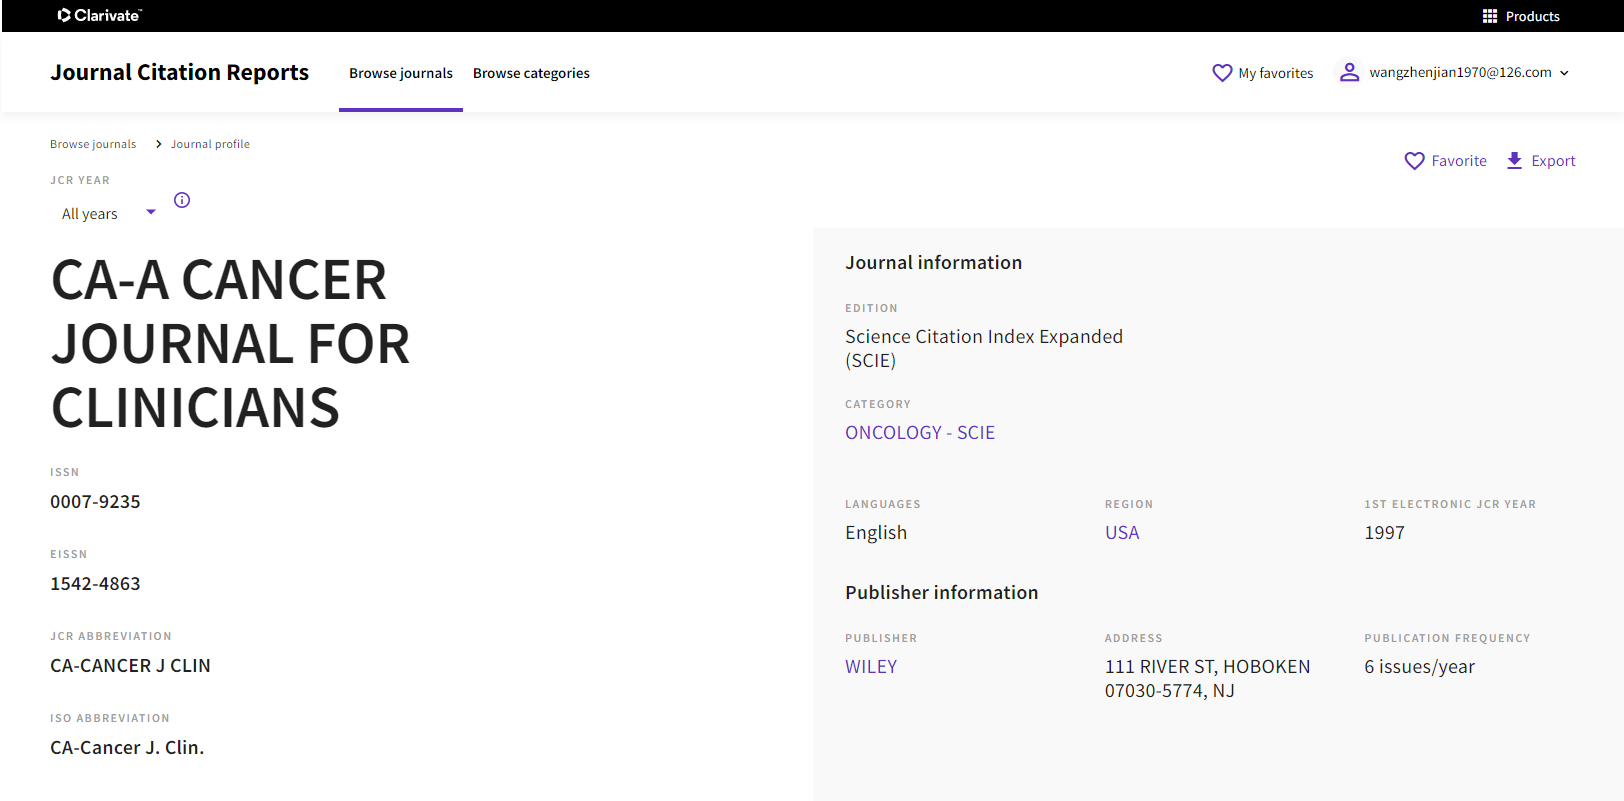 Clarivate™
Products
Journal Citation Reports
Browse journals
Browse categories
My favorites
wangzhenjian1970@126.com
Browse journals > Journal profile
Favorite
Export
JCR YEAR
All years
CA-A CANCER
JOURNAL FOR
CLINICIANS
ISSN
0007-9235
EISSN
1542-4863
JCR ABBREVIATION
CA-CANCER J CLIN
ISO ABBREVIATION
CA-Cancer J. Clin.
Journal information
EDITION
Science Citation Index Expanded
(SCIE)
CATEGORY
ONCOLOGY - SCIE
LANGUAGES
English
REGION
USA
1ST ELECTRONIC JCR YEAR
1997
Publisher information
PUBLISHER
WILEY
ADDRESS
111 RIVER ST, HOBOKEN
07030-5774, NJ
PUBLICATION FREQUENCY
6 issues/year